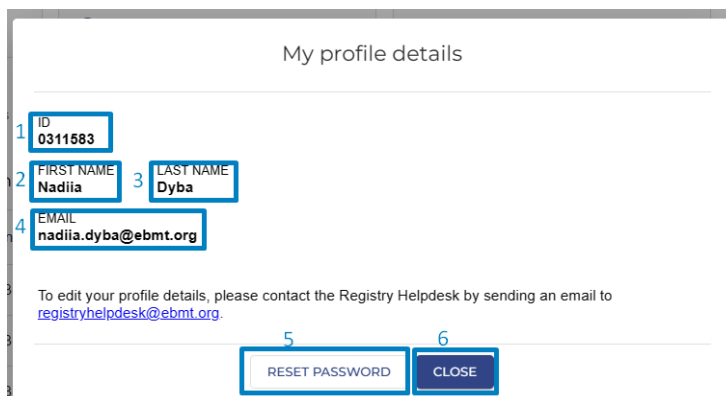 My profile details
1 ID
0311583
2 FIRST NAME 3 LAST NAME
Nadiia Dyba
4 EMAIL
nadiia.dyba@ebmt.org
To edit your profile details, please contact the Registry Helpdesk by sending an email to
registryhelpdesk@ebmt.org.
5 6
RESET PASSWORD CLOSE